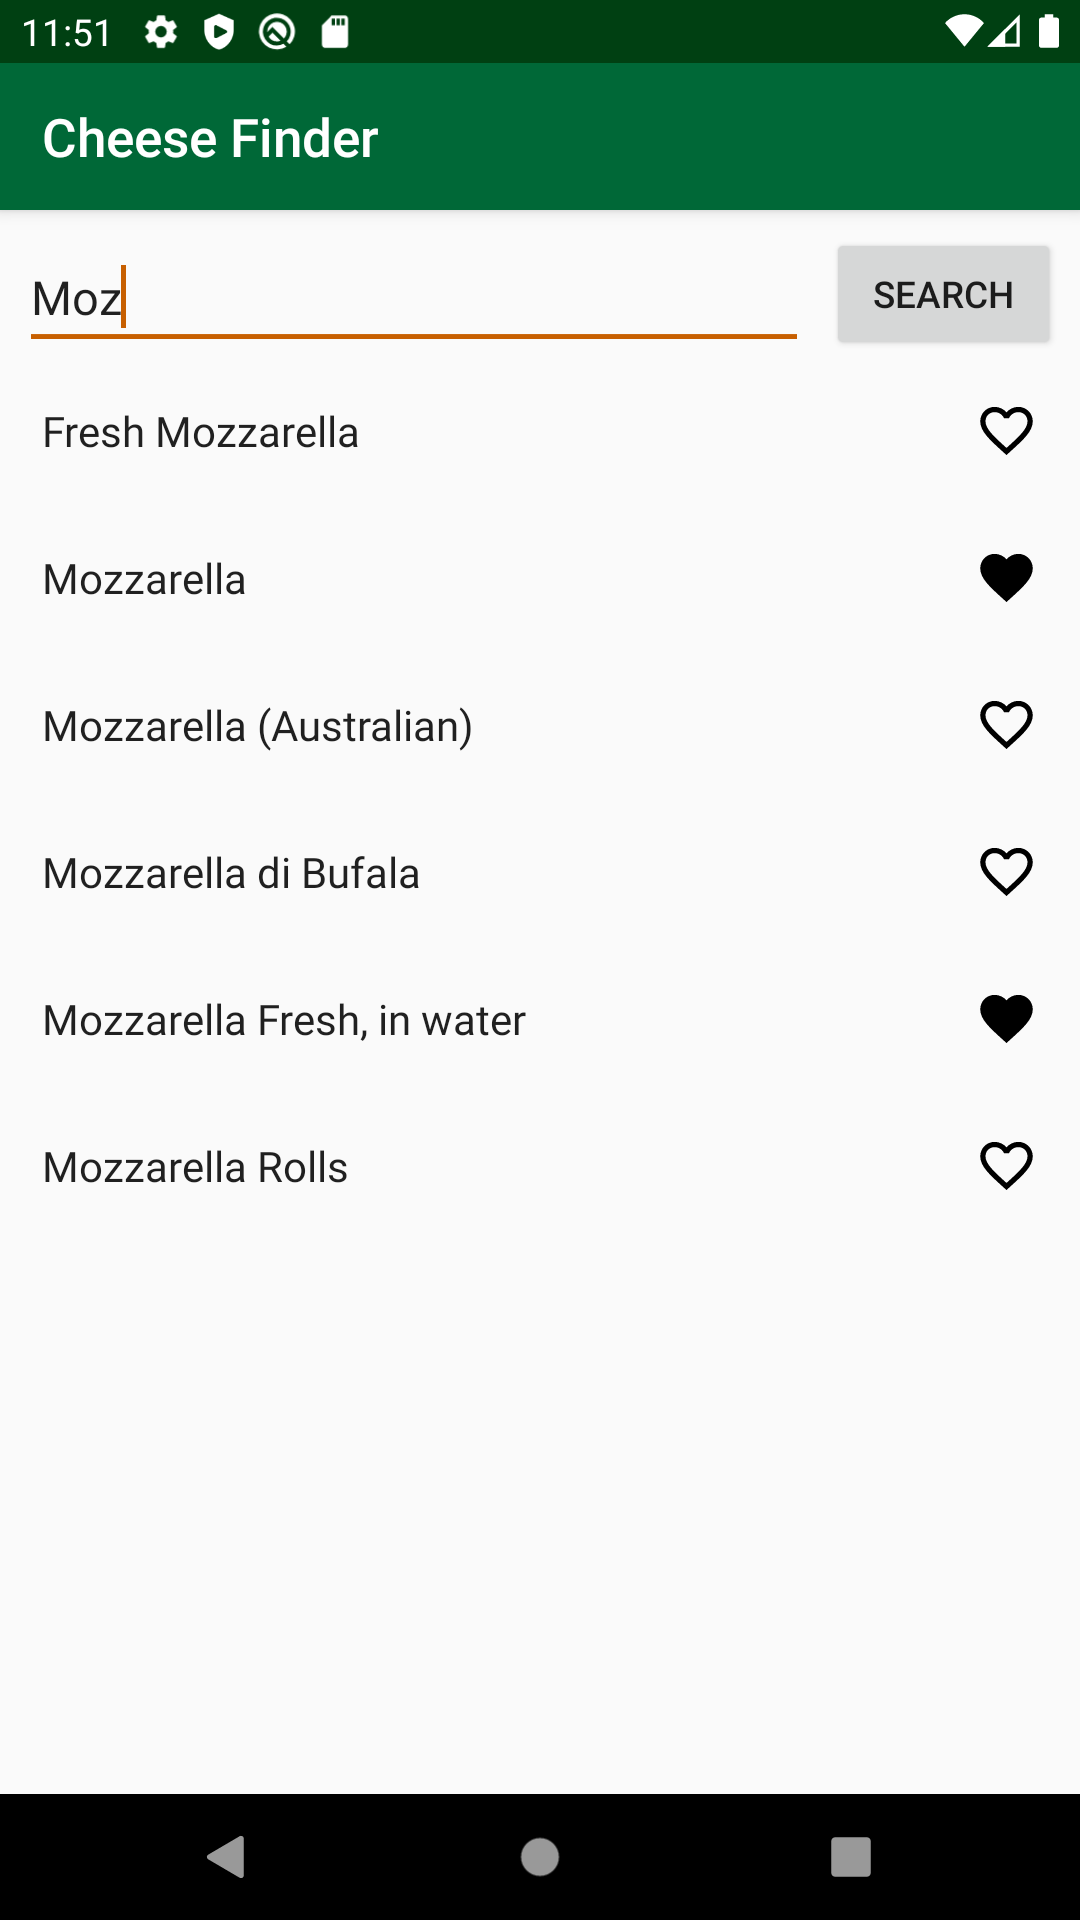 11:51
Cheese Finder
Moz
SEARCH
Fresh Mozzarella
Mozzarella
Mozzarella (Australian)
Mozzarella di Bufala
Mozzarella Fresh, in water
Mozzarella Rolls